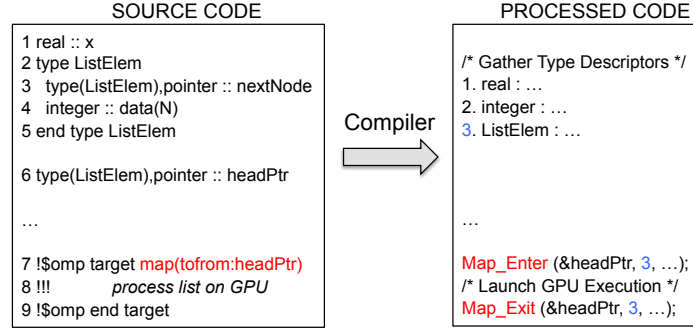 SOURCE CODE
1 real :: x
2 type ListElem
3 type(ListElem),pointer :: nextNode
4 integer :: data(N)
5 end type ListElem
6 type(ListElem),pointer :: headPtr
…
7 !$omp target map(tofrom:headPtr)
8 !!! process list on GPU
9 !$omp end target
Compiler
PROCESSED CODE
/* Gather Type Descriptors */
1. real : …
2. integer : …
3. ListElem : …
…
Map_Enter (&headPtr, 3, …);
/* Launch GPU Execution */
Map_Exit (&headPtr, 3, …);